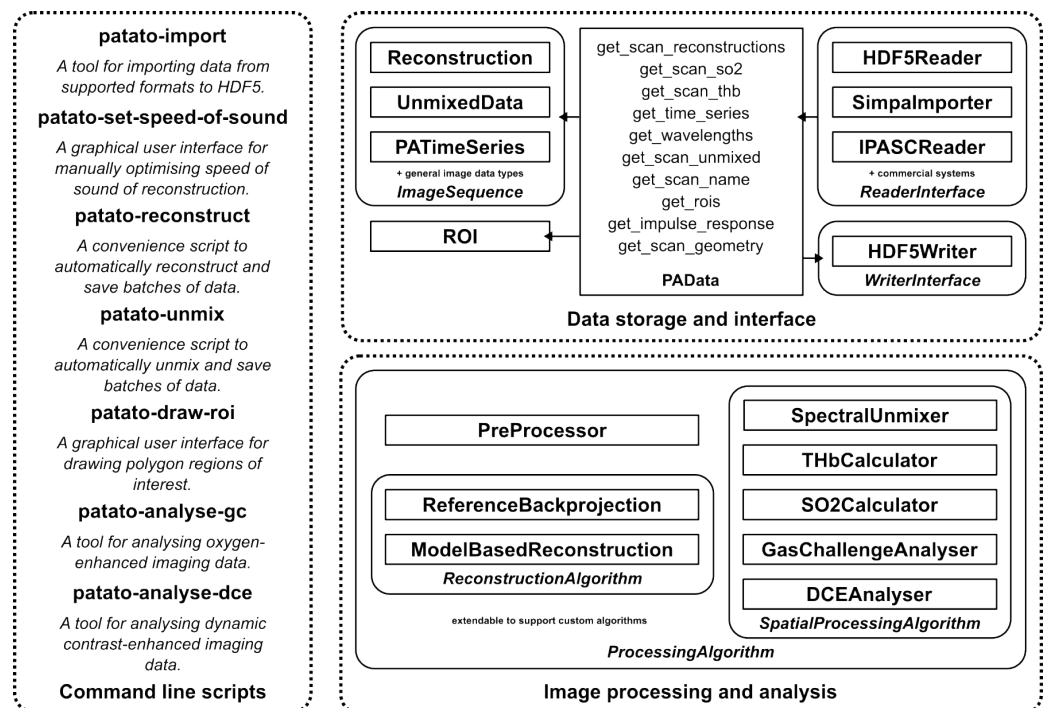 patato-import
A tool for importing data from
supported formats to HDF5.
patato-set-speed-of-sound
A graphical user interface for
manually optimising speed of
sound of reconstruction.
patato-reconstruct
A convenience script to
automatically reconstruct and
save batches of data.
patato-unmix
A convenience script to
automatically unmix and save
batches of data.
patato-draw-roi
A graphical user interface for
drawing polygon regions of
interest.
patato-analyse-gc
A tool for analysing oxygen-
enhanced imaging data.
patato-analyse-dce
A tool for analysing dynamic
contrast-enhanced imaging
data.
Command line scripts
Reconstruction
UnmixedData
PATimeSeries
+ general image data types
ImageSequence
ROI
get_scan_reconstructions
get_scan_so2
get_scan_thb
get_time_series
get_wavelengths
get_scan_unmixed
get_scan_name
get_rois
get_impulse_response
get_scan_geometry
PAData
HDF5Reader
SimpaImporter
IPASCReader
+ commercial systems
ReaderInterface
HDF5Writer
WriterInterface
Data storage and interface
PreProcessor
ReferenceBackprojection
ModelBasedReconstruction
ReconstructionAlgorithm
extendable to support custom algorithms
SpectralUnmixer
THbCalculator
SO2Calculator
GasChallengeAnalyser
DCEAnalyser
SpatialProcessingAlgorithm
ProcessingAlgorithm
Image processing and analysis